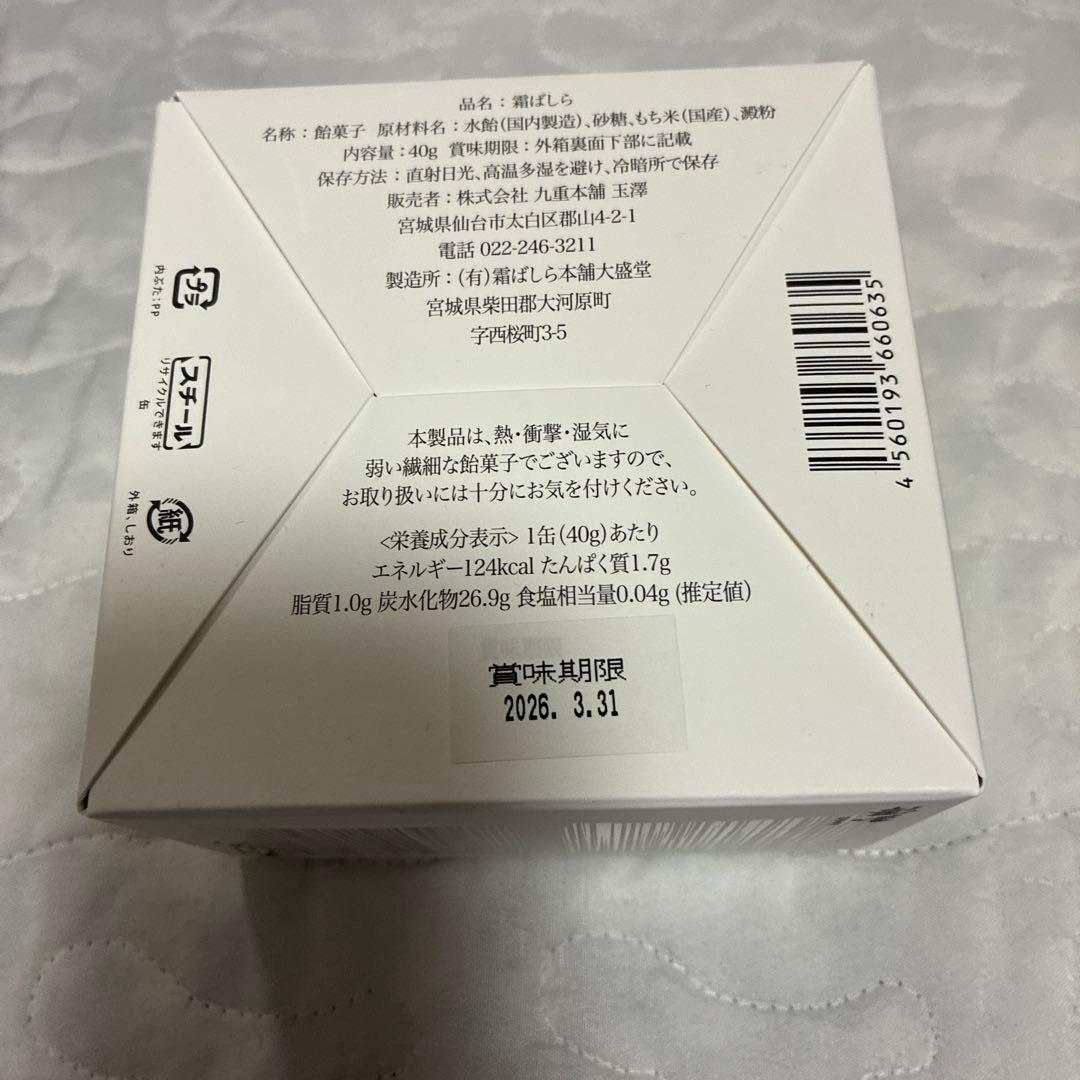 品名：霜ばしら
名称：飴菓子 原材料名：水飴(国内製造)、砂糖、もち米(国産)、澱粉
内容量：40g 賞味期限：外箱裏面下部に記載
保存方法：直射日光、高温多湿を避け、冷暗所で保存
販売者：株式会社 九重本舗 玉澤
宮城県仙台市太白区郡山4-2-1
電話 022-246-3211
製造所：(有)霜ばしら本舗大盛堂
宮城県柴田郡大河原町
字西桜町3-5
プラ
内ぶた：PP
スチール
リサイクルできます
缶
紙
外箱、しおり
4 560193 660635
本製品は、熱・衝撃・湿気に
弱い繊細な飴菓子でございますので、
お取り扱いには十分にお気を付けください。
<栄養成分表示> 1缶(40g)あたり
エネルギー124kcal たんぱく質1.7g
脂質1.0g 炭水化物26.9g 食塩相当量0.04g (推定値)
賞味期限
2026. 3.31